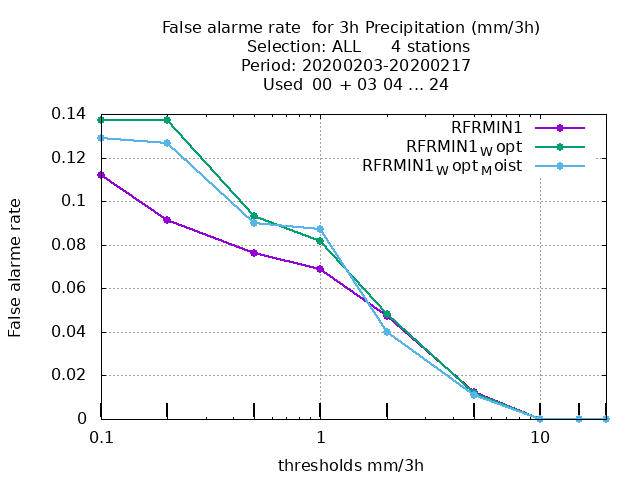 False alarme rate  for 3h Precipitation (mm/3h)
Selection: ALL      4 stations
Period: 20200203-20200217
Used  00  + 03 04 ... 24
RFRMIN1
RFRMIN1W opt
RFRMIN1W opt Moist
0.14
0.12
0.1
0.08
0.06
0.04
0.02
0
False alarme rate
0.1 1 10
thresholds mm/3h